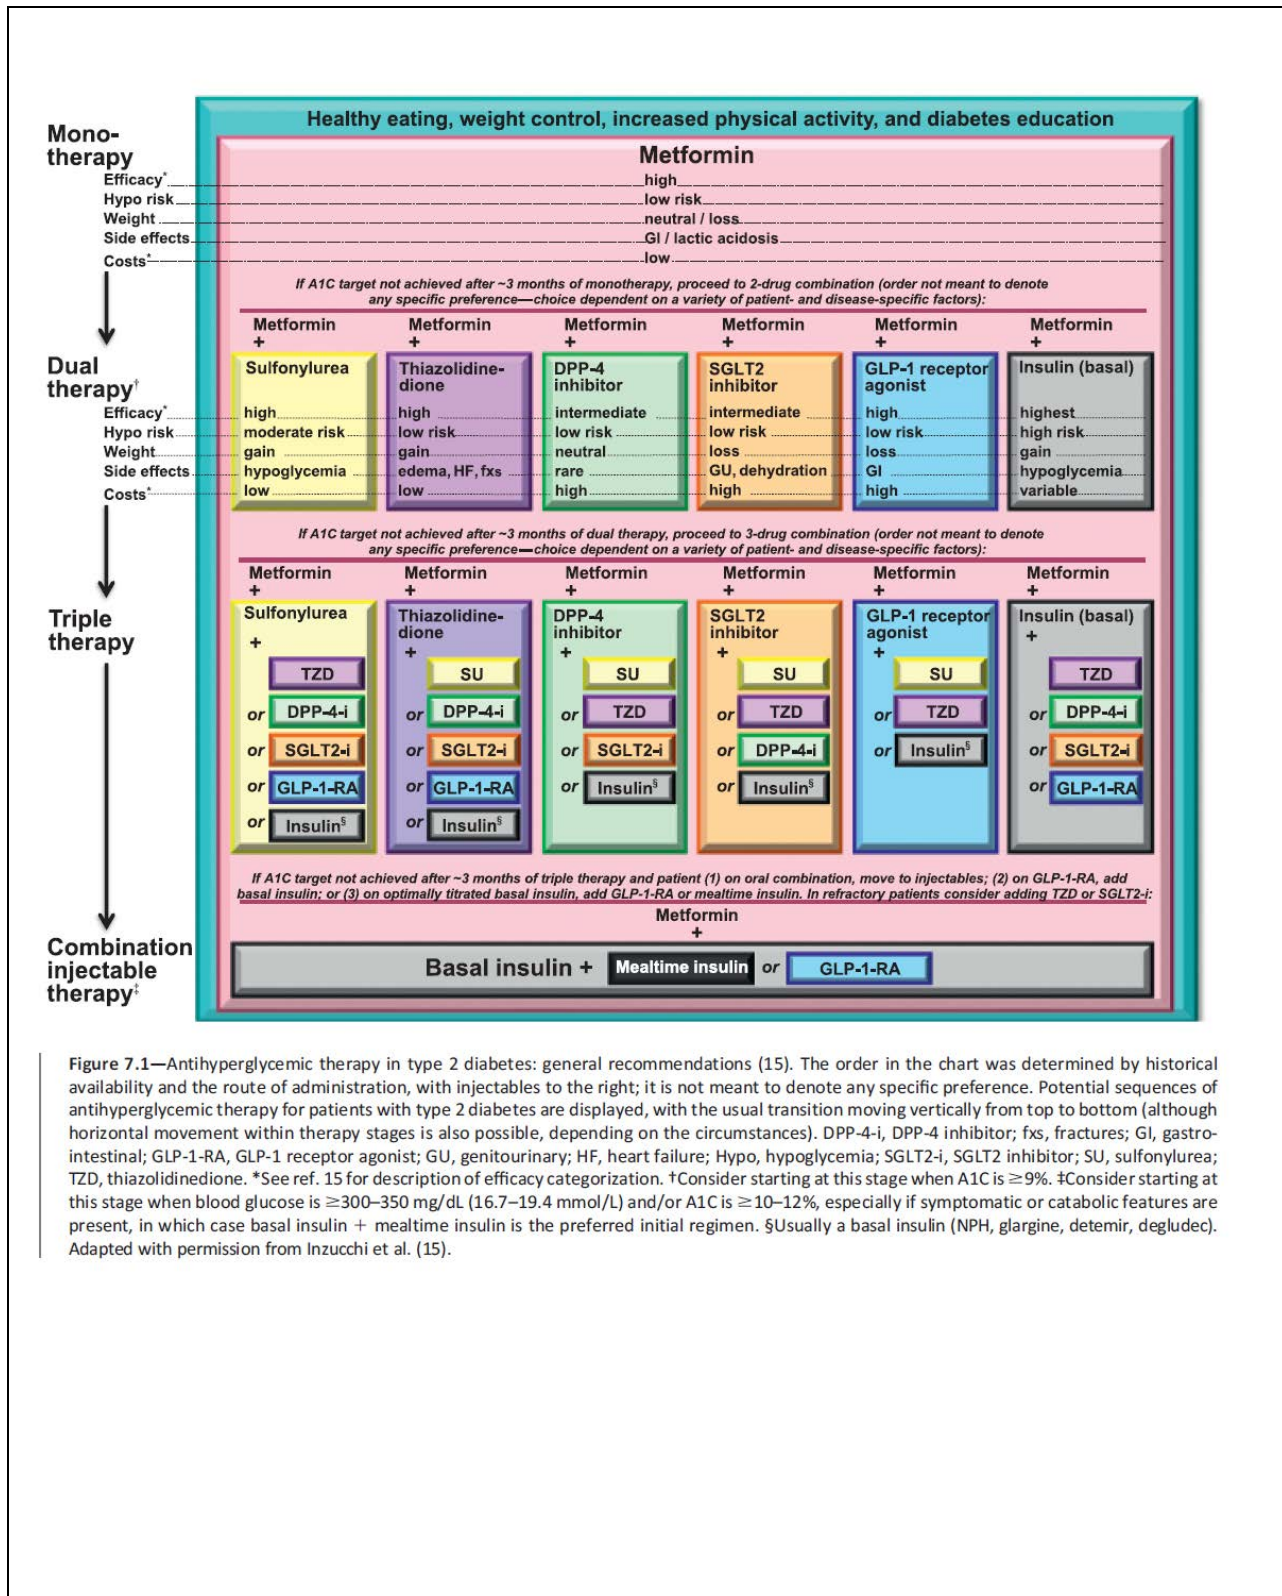 Healthy eating, weight control, increased physical activity, and diabetes education
Mono-
therapy
Metformin
Efficacy* high
Hypo risk low risk
Weight neutral / loss
Side effects GI / lactic acidosis
Costs* low
If A1C target not achieved after ~3 months of monotherapy, proceed to 2-drug combination (order not meant to denote
any specific preference—choice dependent on a variety of patient- and disease-specific factors):
Metformin Metformin Metformin Metformin Metformin Metformin
+ + + + + +
Dual
therapy†
Sulfonylurea Thiazolidine- DPP-4 SGLT2 GLP-1 receptor Insulin (basal)
dione inhibitor inhibitor agonist
Efficacy* high high intermediate intermediate high highest
Hypo risk moderate risk low risk low risk low risk low risk high risk
Weight gain gain neutral loss loss gain
Side effects hypoglycemia edema, HF, fxs rare GU, dehydration GI hypoglycemia
Costs* low low high high high variable
If A1C target not achieved after ~3 months of dual therapy, proceed to 3-drug combination (order not meant to denote
any specific preference—choice dependent on a variety of patient- and disease-specific factors):
Metformin Metformin Metformin Metformin Metformin Metformin
+ + + + + +
Triple
therapy
Sulfonylurea Thiazolidine- DPP-4 SGLT2 GLP-1 receptor Insulin (basal)
dione inhibitor inhibitor agonist
+ + + + + +
TZD SU SU SU SU TZD
or DPP-4-i or DPP-4-i or TZD or TZD or TZD or DPP-4-i
or SGLT2-i or SGLT2-i or SGLT2-i or DPP-4-i or Insulin§ or SGLT2-i
or GLP-1-RA or GLP-1-RA or Insulin§ or Insulin§ or GLP-1-RA
or Insulin§ or Insulin§
If A1C target not achieved after ~3 months of triple therapy and patient (1) on oral combination, move to injectables; (2) on GLP-1-RA, add
basal insulin; or (3) on optimally titrated basal insulin, add GLP-1-RA or mealtime insulin. In refractory patients consider adding TZD or SGLT2-i:
Metformin
+
Combination
injectable
therapy‡
Basal insulin + Mealtime insulin or GLP-1-RA
Figure 7.1—Antihyperglycemic therapy in type 2 diabetes: general recommendations (15). The order in the chart was determined by historical
availability and the route of administration, with injectables to the right; it is not meant to denote any specific preference. Potential sequences of
antihyperglycemic therapy for patients with type 2 diabetes are displayed, with the usual transition moving vertically from top to bottom (although
horizontal movement within therapy stages is also possible, depending on the circumstances). DPP-4-i, DPP-4 inhibitor; fxs, fractures; GI, gastro-
intestinal; GLP-1-RA, GLP-1 receptor agonist; GU, genitourinary; HF, heart failure; Hypo, hypoglycemia; SGLT2-i, SGLT2 inhibitor; SU, sulfonylurea;
TZD, thiazolidinedione. *See ref. 15 for description of efficacy categorization. †Consider starting at this stage when A1C is ≥9%. ‡Consider starting at
this stage when blood glucose is ≥300–350 mg/dL (16.7–19.4 mmol/L) and/or A1C is ≥10–12%, especially if symptomatic or catabolic features are
present, in which case basal insulin + mealtime insulin is the preferred initial regimen. §Usually a basal insulin (NPH, glargine, detemir, degludec).
Adapted with permission from Inzucchi et al. (15).